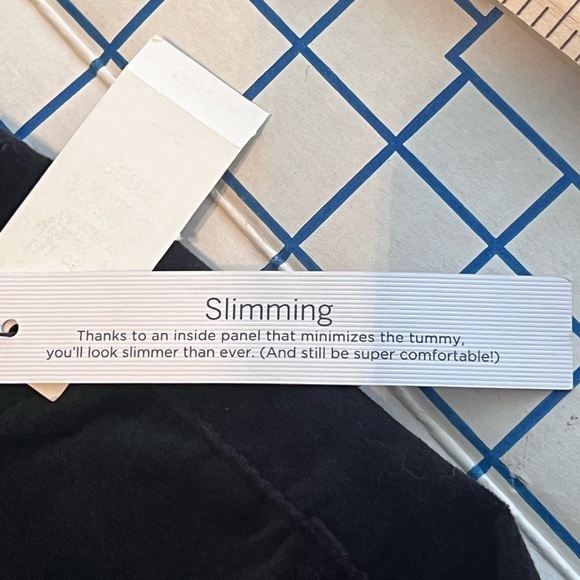 Slimming
Thanks to an inside panel that minimizes the tummy,
you'll look slimmer than ever. (And still be super comfortable!)